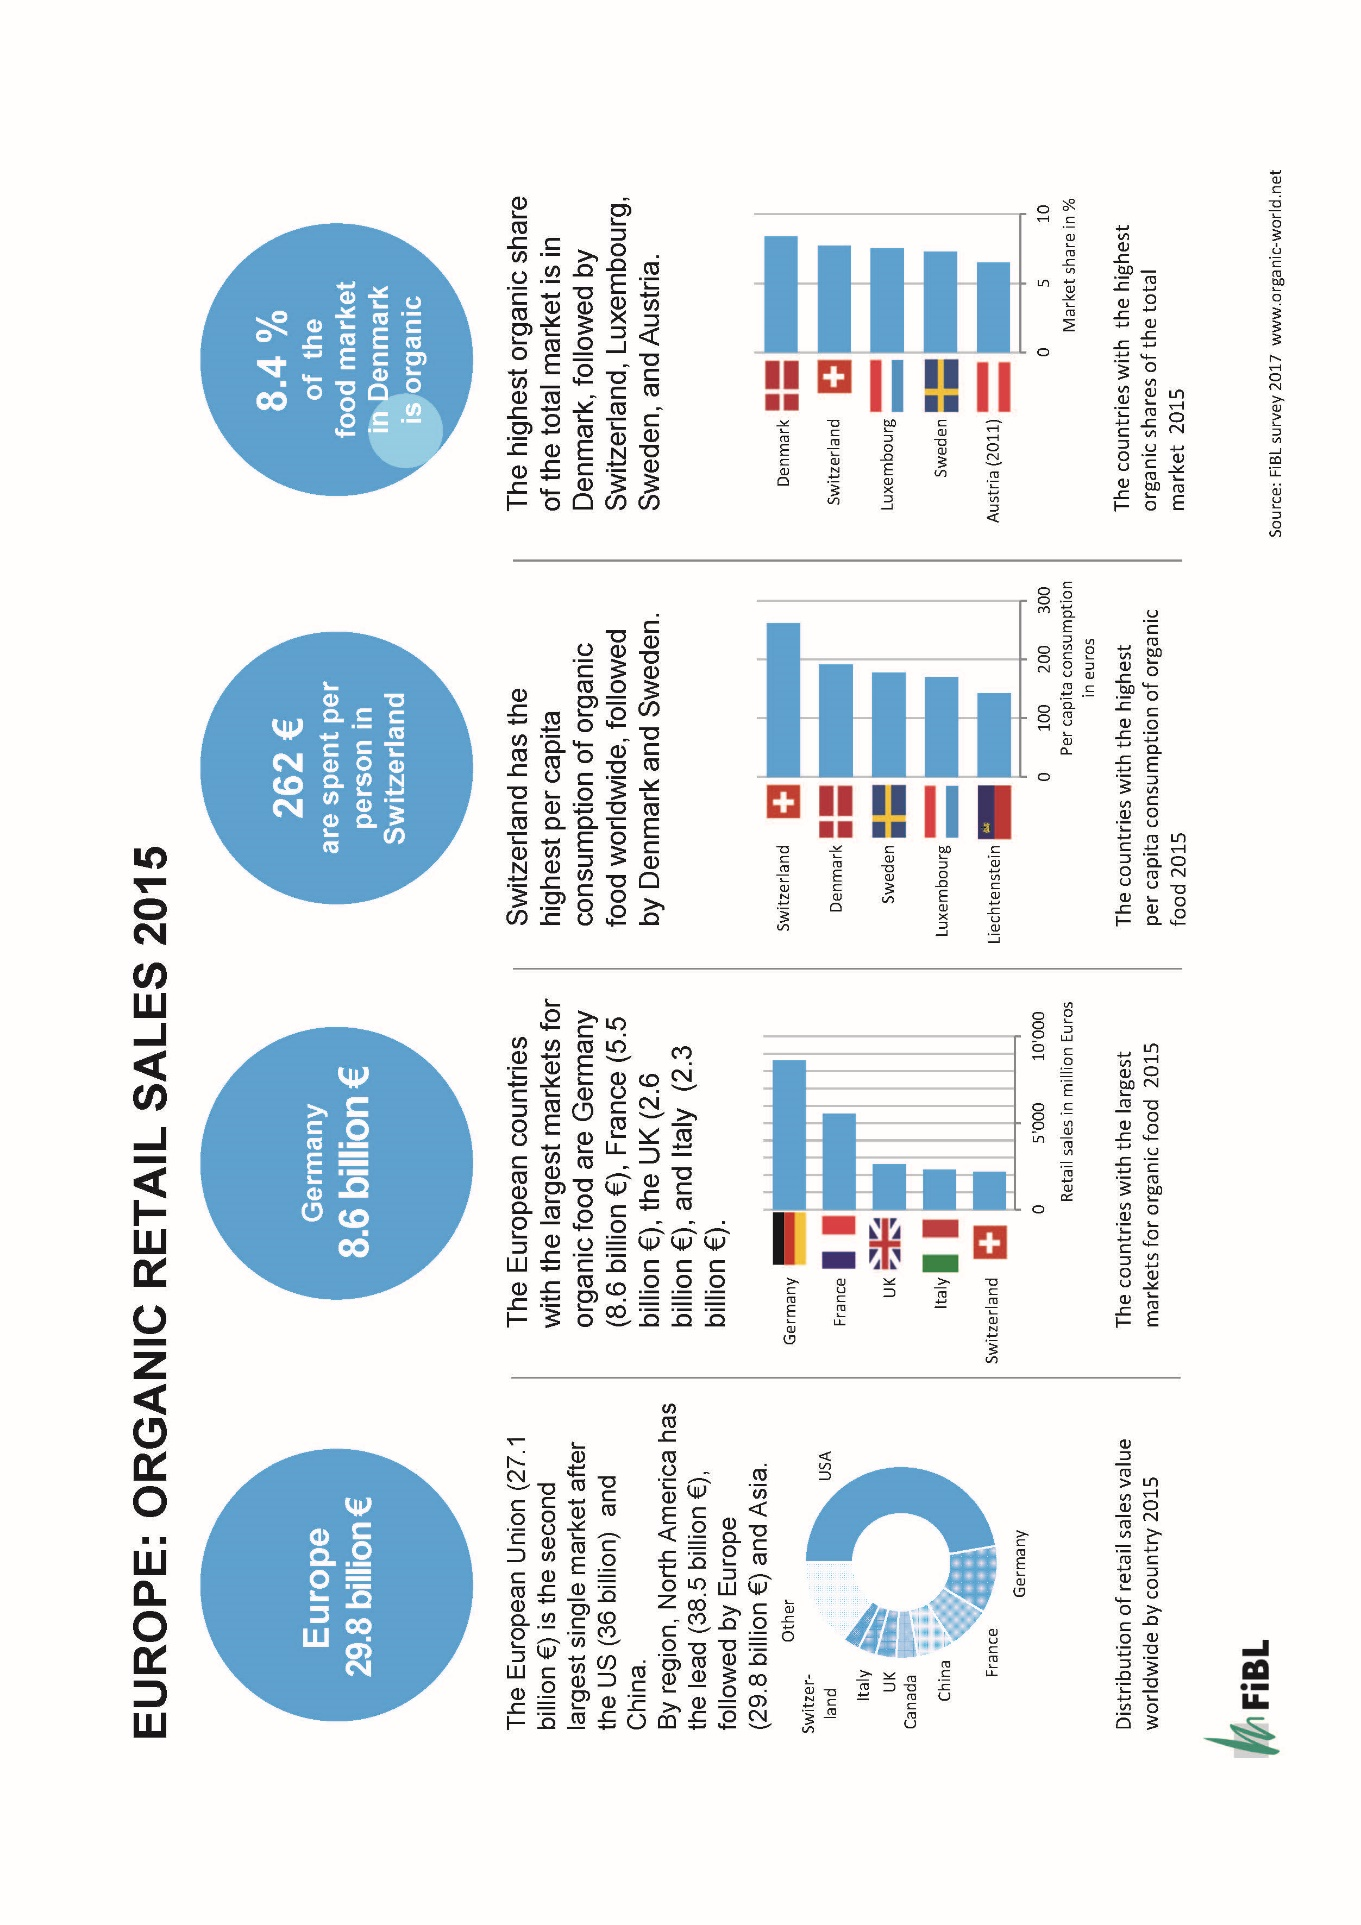 EUROPE: ORGANIC RETAIL SALES 2015
Europe
29.8 billion €
The European Union (27.1
billion €) is the second
largest single market after
the US (36 billion) and
China.
By region, North America has
the lead (38.5 billion €),
followed by Europe
(29.8 billion €) and Asia.
Other
USA
Switzer-
land
Italy
UK
Canada
China
France
Germany
Distribution of retail sales value
worldwide by country 2015
Germany
8.6 billion €
The European countries
with the largest markets for
organic food are Germany
(8.6 billion €), France (5.5
billion €), the UK (2.6
billion €), and Italy (2.3
billion €).
Germany
France
UK
Italy
Switzerland
0 5'000 10'000
Retail sales in million Euros
The countries with the largest
markets for organic food 2015
262 €
are spent per
person in
Switzerland
Switzerland has the
highest per capita
consumption of organic
food worldwide, followed
by Denmark and Sweden.
Switzerland
Denmark
Sweden
Luxembourg
Liechtenstein
0 100 200 300
Per capita consumption
in euros
The countries with the highest
per capita consumption of organic
food 2015
8.4 %
of the
food market
in Denmark
is organic
The highest organic share
of the total market is in
Denmark, followed by
Switzerland, Luxembourg,
Sweden, and Austria.
Denmark
Switzerland
Luxembourg
Sweden
Austria (2011)
0 5 10
Market share in %
The countries with the highest
organic shares of the total
market 2015
FiBL
Source: FIBL survey 2017 www.organic-world.net